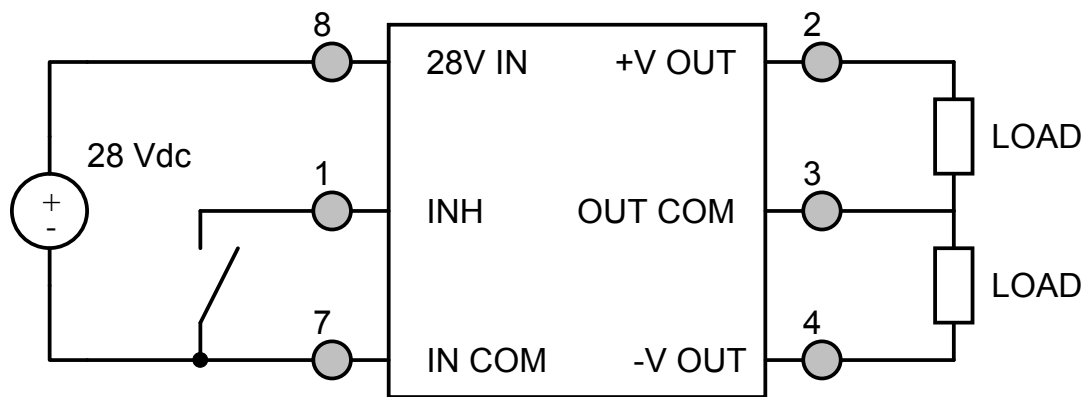 8
2
28V IN
+V OUT
28 Vdc
LOAD
1
3
+
-
INH
OUT COM
LOAD
7
4
IN COM
-V OUT